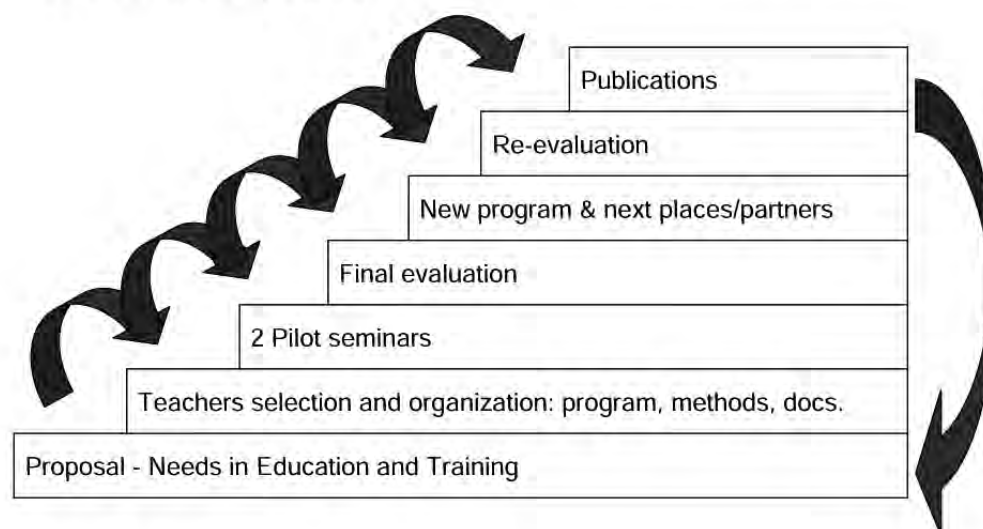 Publications
Re-evaluation
New program & next places/partners
Final evaluation
2 Pilot seminars
Teachers selection and organization: program, methods, docs.
Proposal - Needs in Education and Training